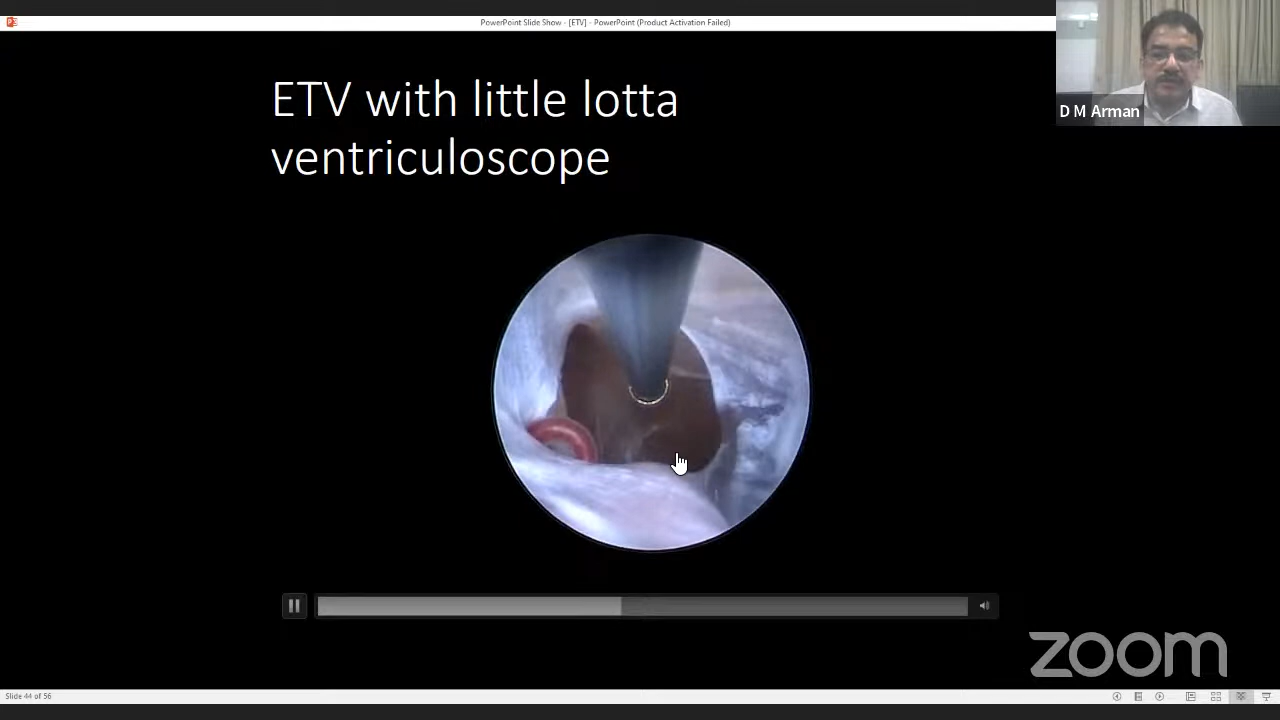 PowerPoint Slide Show - [ETV] - PowerPoint (Product Activation Failed)
D M Arman
ETV with little lotta
ventriculoscope
zoom
Slide 44 of 56